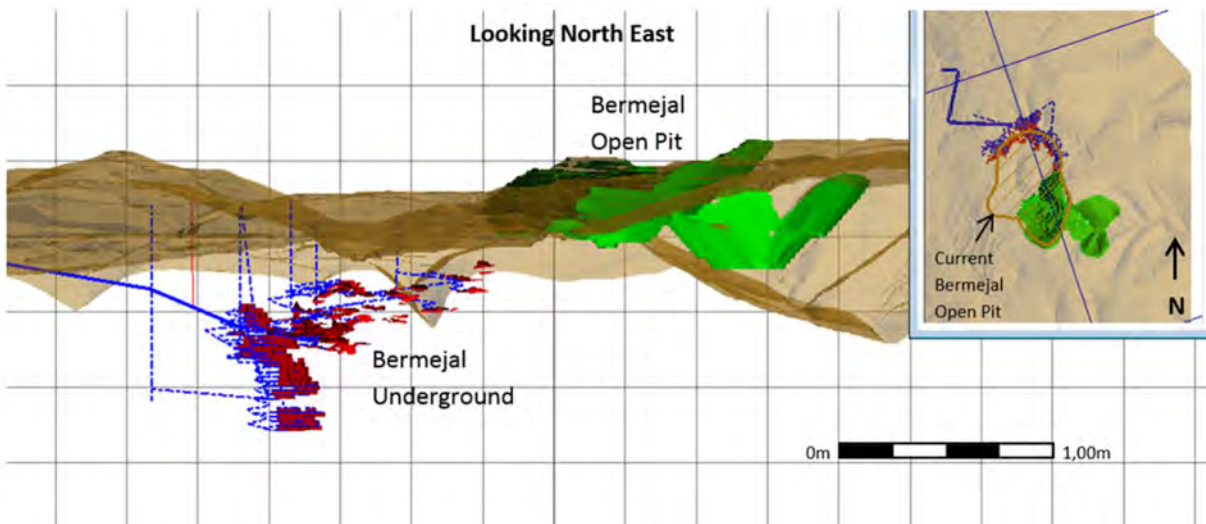 Looking North East
Bermejal
Open Pit
Bermejal
Underground
0m
1,00m
Current
Bermejal
Open Pit
N